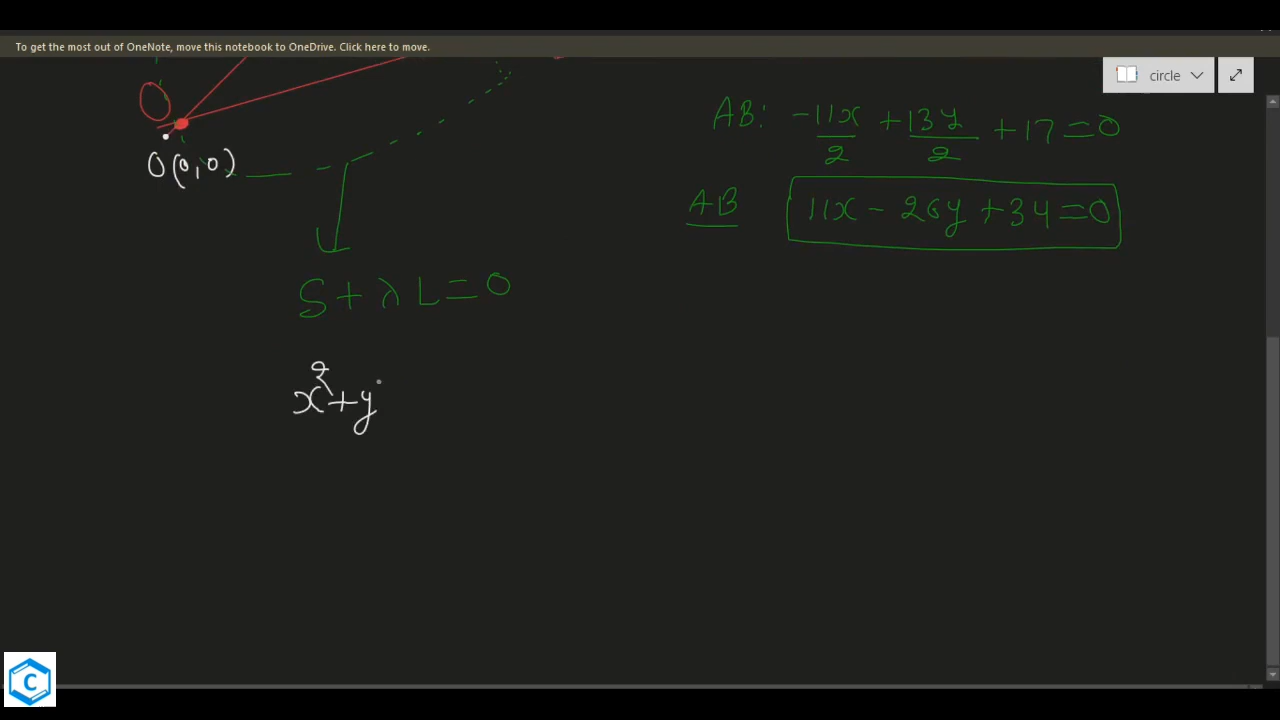 To get the most out of OneNote, move this notebook to OneDrive. Click here to move.
circle
O
O(0,0)
AB: -11x/2 + 13y/2 + 17 = 0
AB 11x - 26y + 34 = 0
S + λ L = 0
x² + y
C